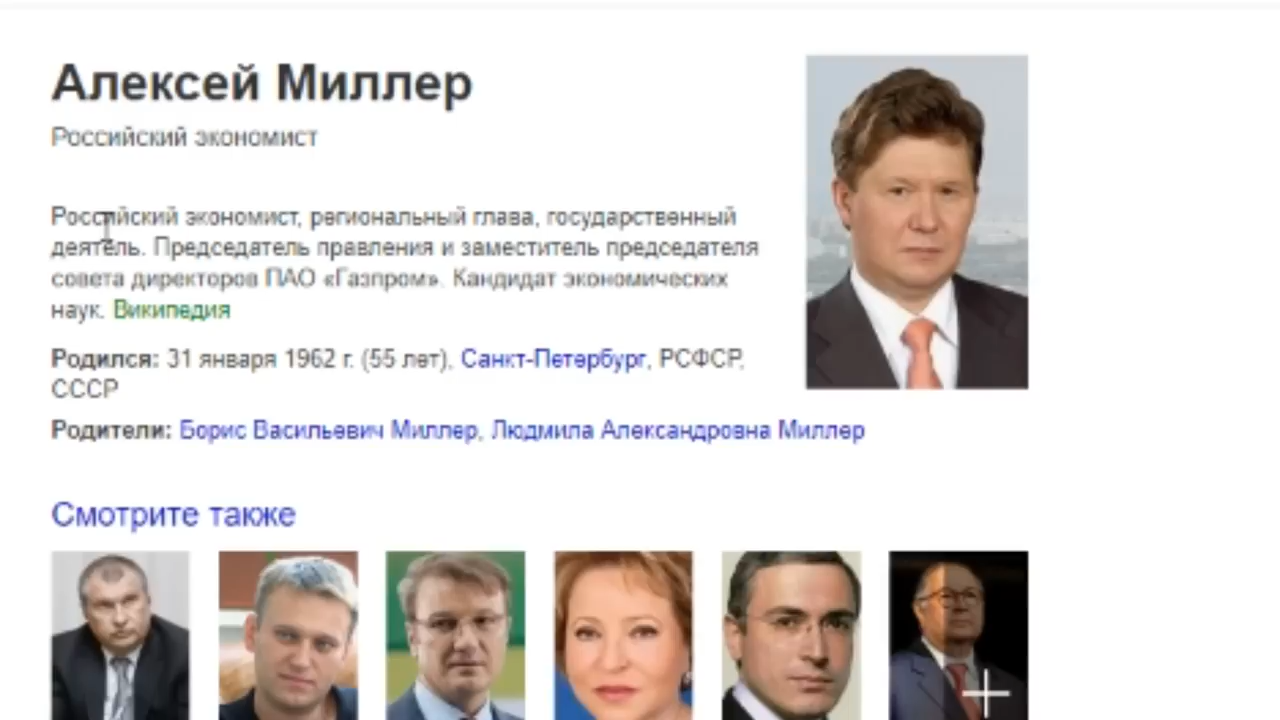 Алексей Миллер
Российский экономист
Российский экономист, региональный глава, государственный
деятель. Председатель правления и заместитель председателя
совета директоров ПАО «Газпром». Кандидат экономических
наук. Википедия
Родился: 31 января 1962 г. (55 лет), Санкт-Петербург, РСФСР,
СССР
Родители: Борис Васильевич Миллер, Людмила Александровна Миллер
Смотрите также